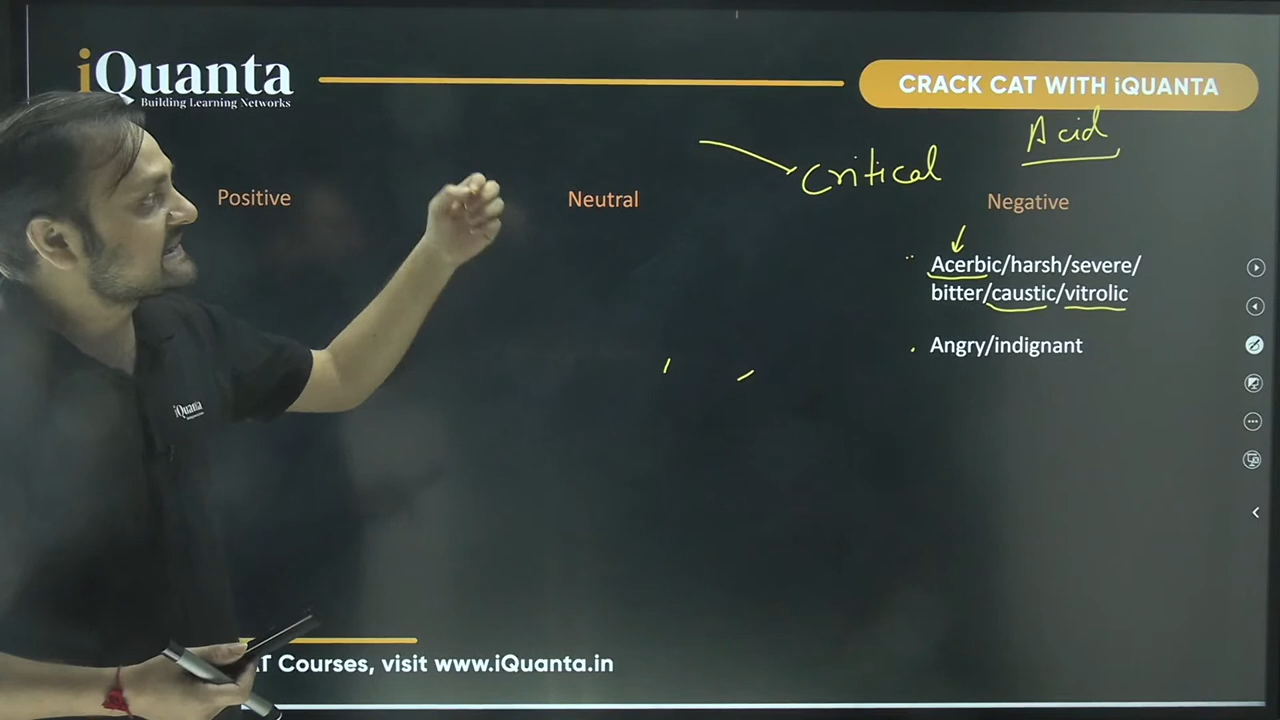 iQuanta
Building Learning Networks
CRACK CAT WITH iQUANTA
Acid
Critical
Positive
Neutral
Negative
Acerbic/harsh/severe/
bitter/caustic/vitrolic
Angry/indignant
iQuanta
Courses, visit www.iQuanta.in